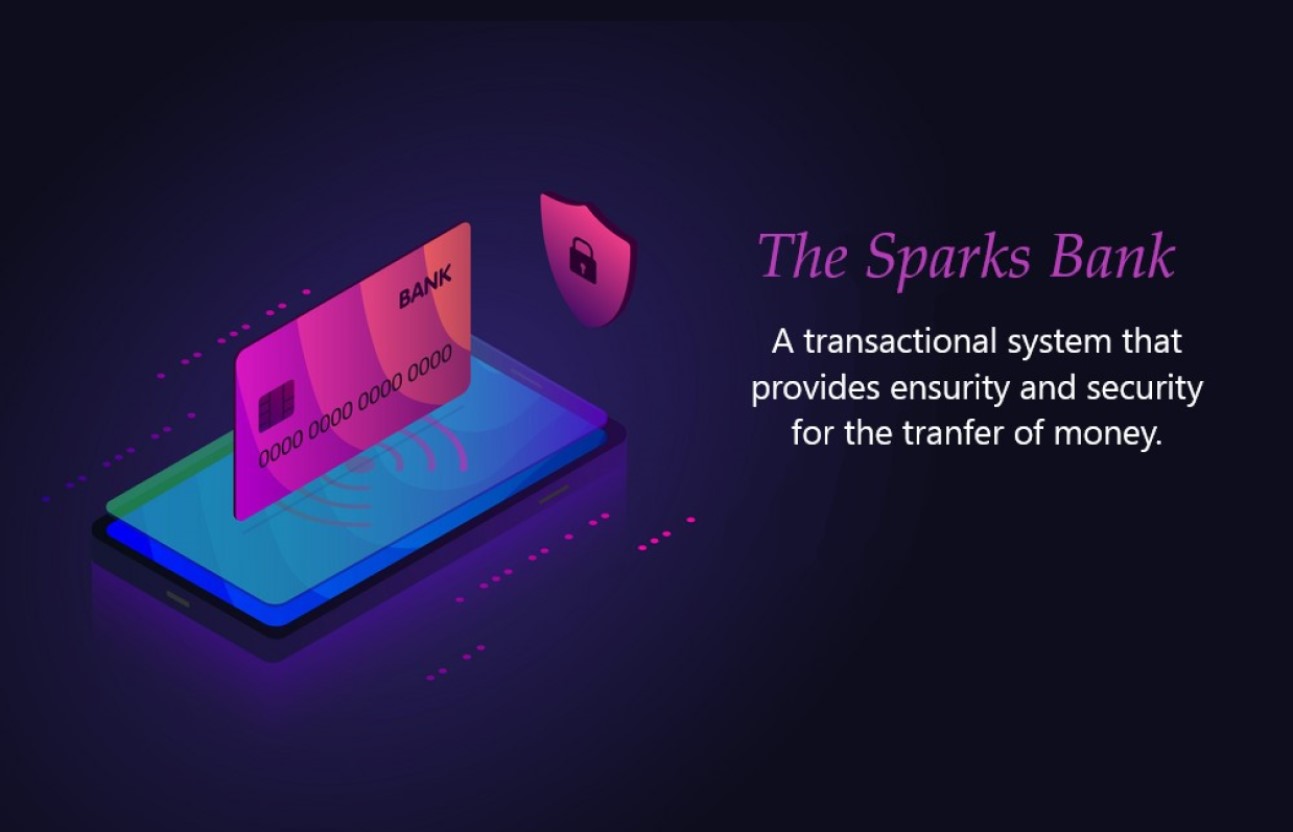 BANK
0000 0000 0000 0000
The Sparks Bank
A transactional system that
provides ensurity and security
for the tranfer of money.